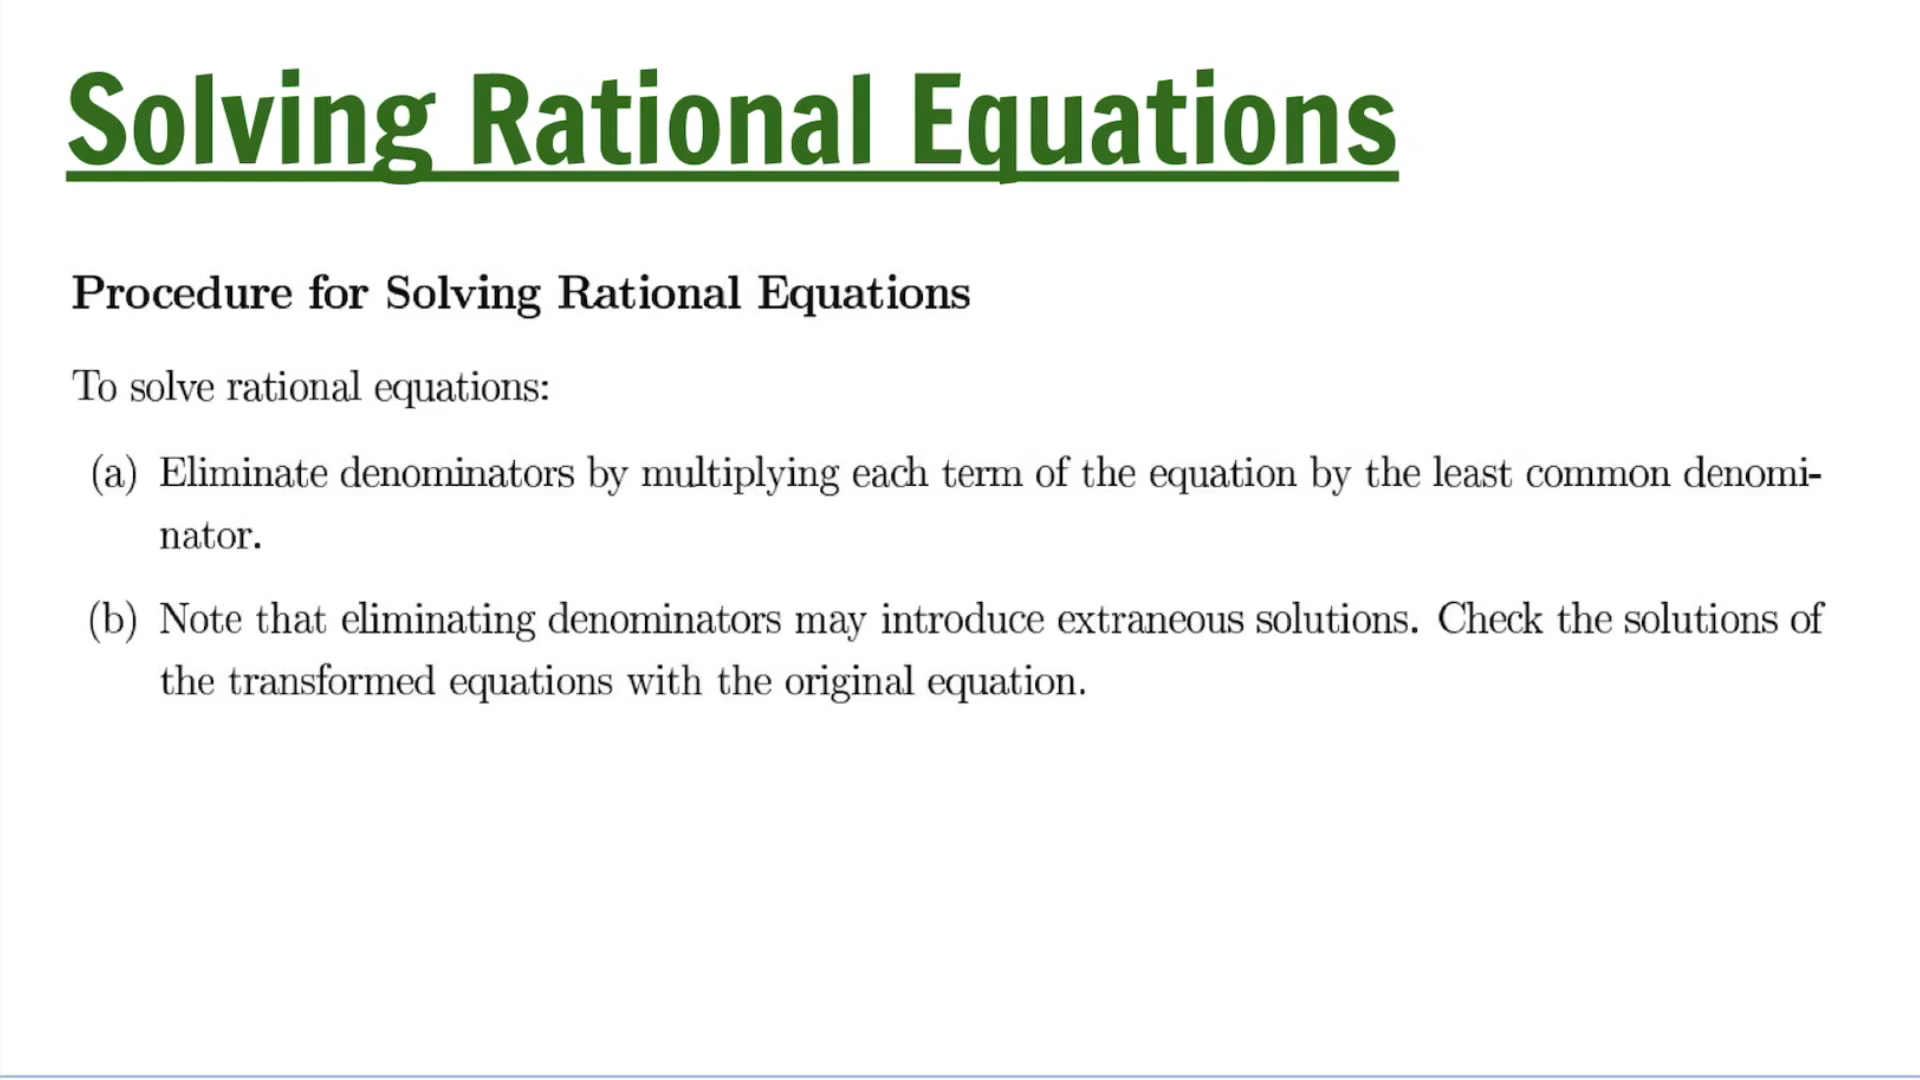 Solving Rational Equations
Procedure for Solving Rational Equations
To solve rational equations:
(a) Eliminate denominators by multiplying each term of the equation by the least common denomi-
nator.
(b) Note that eliminating denominators may introduce extraneous solutions. Check the solutions of
the transformed equations with the original equation.